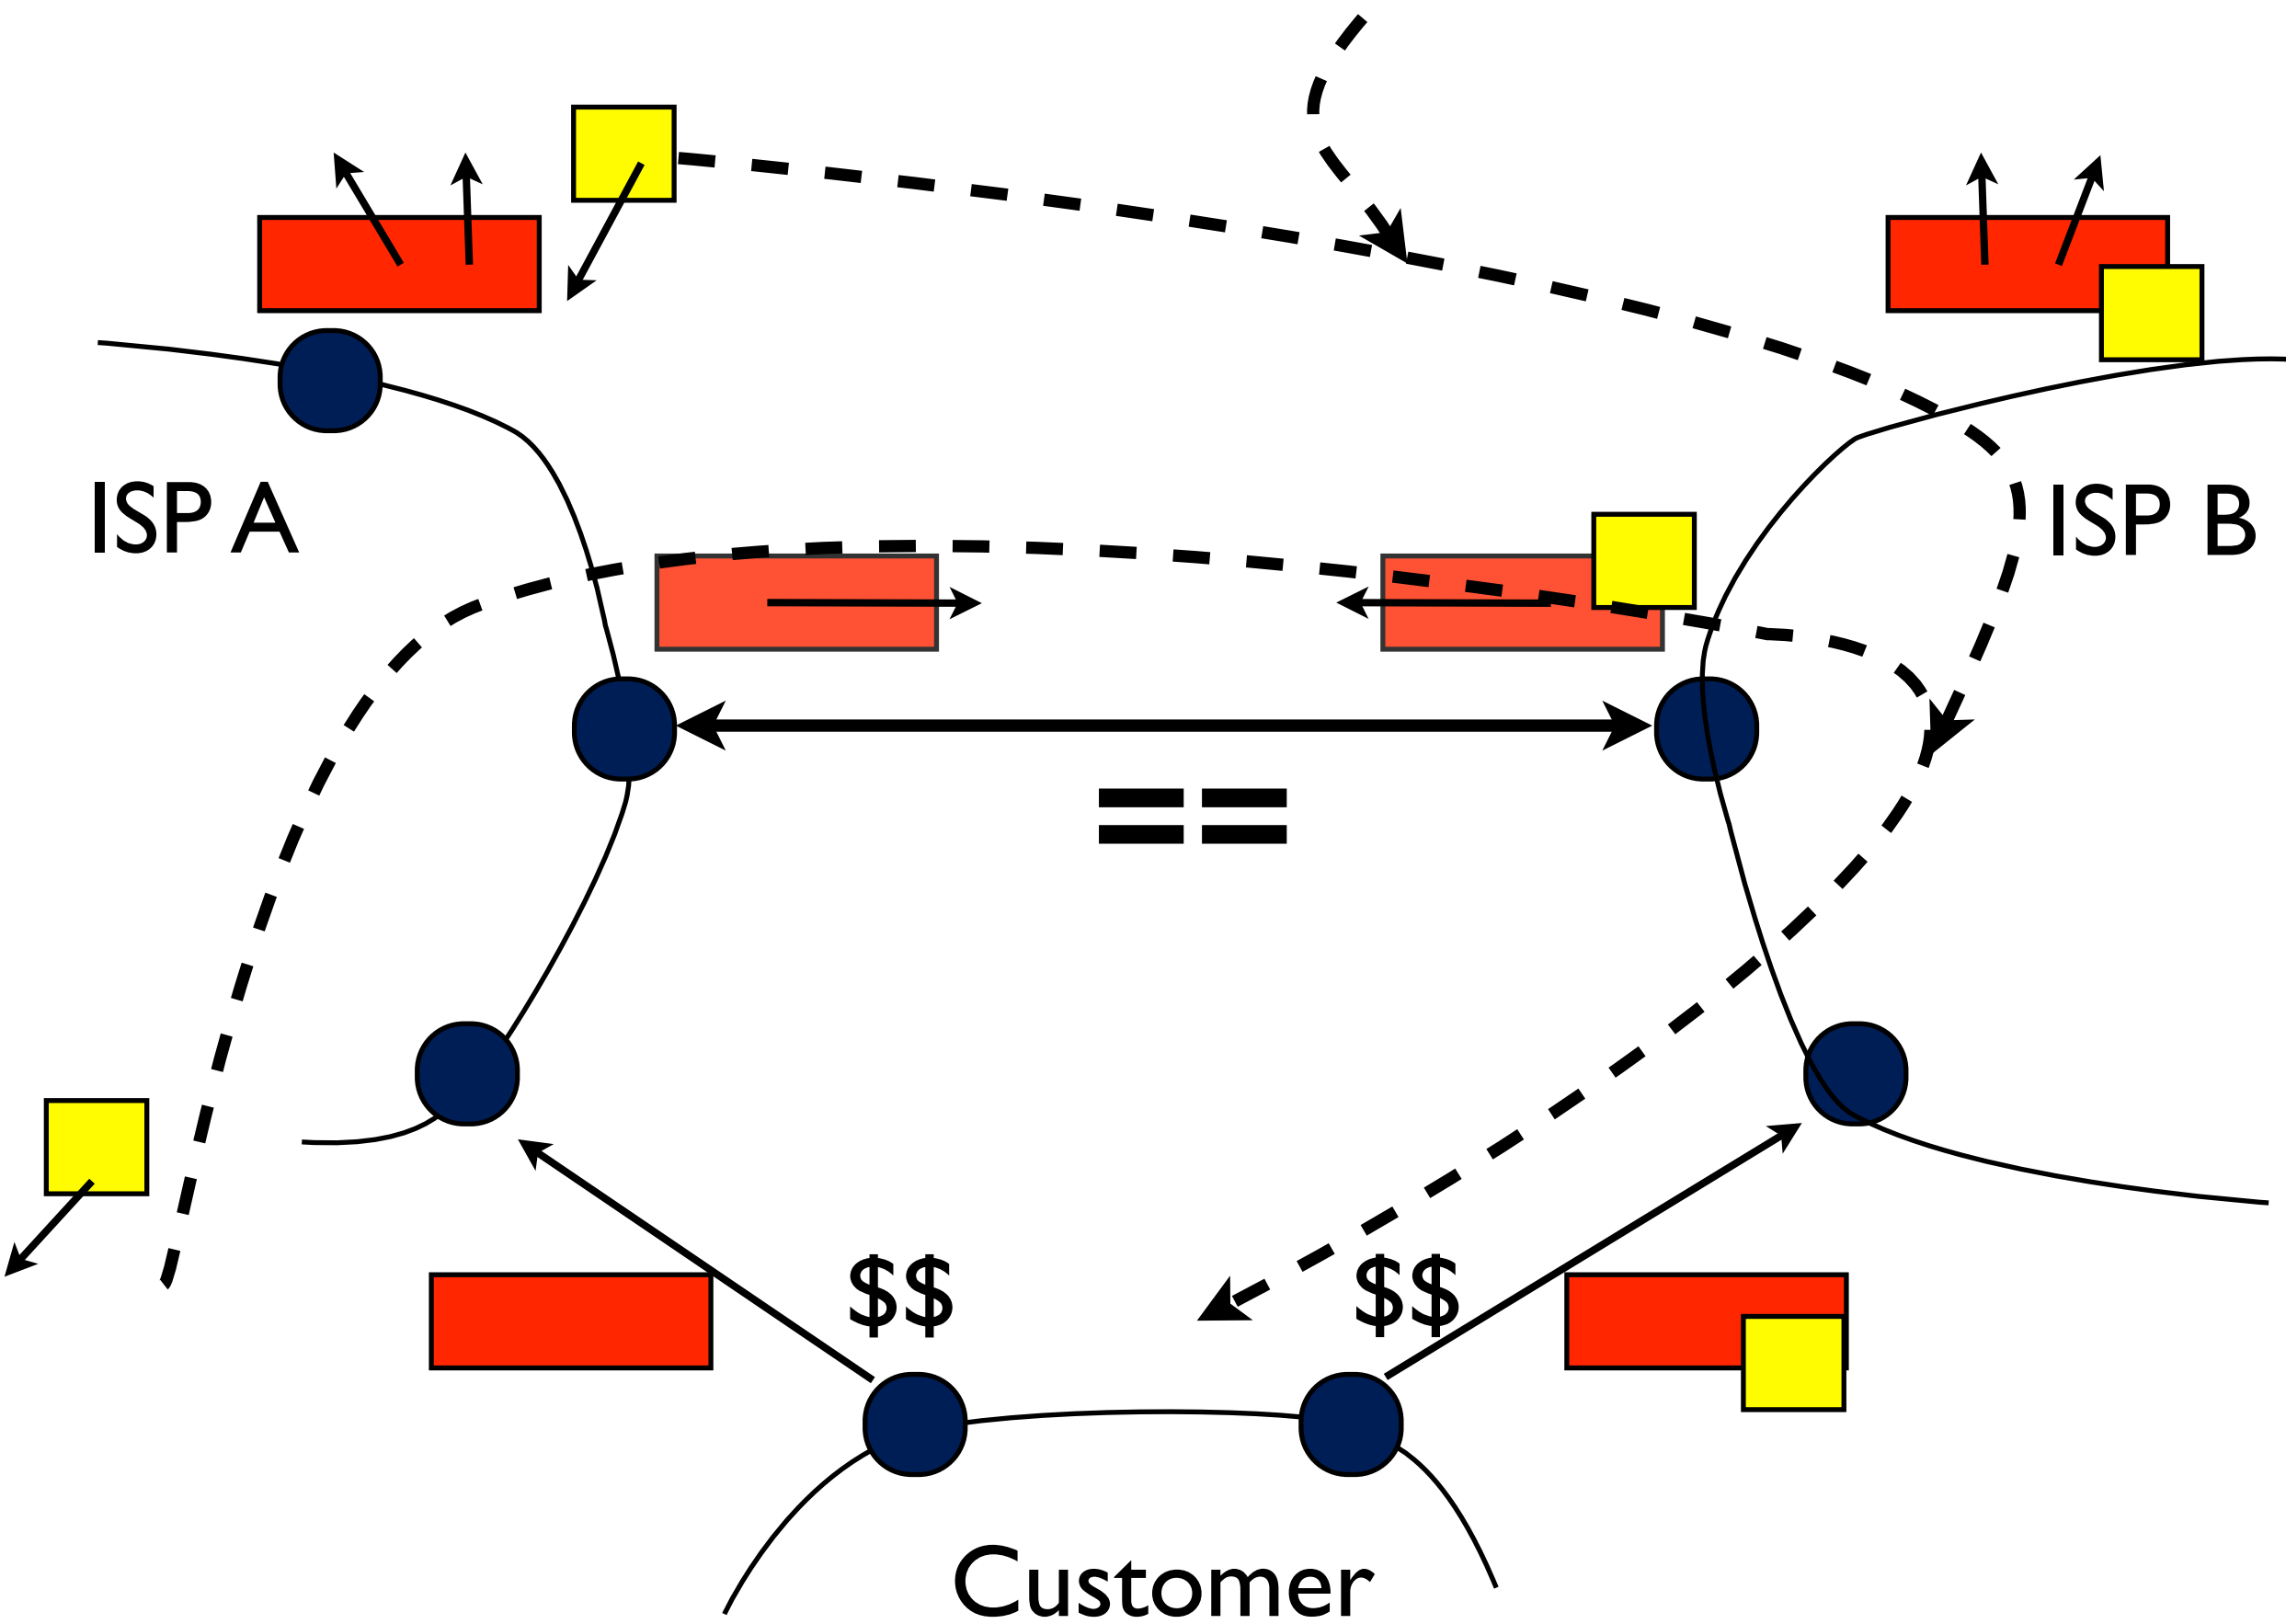 ISP A
ISP B
==
$$
$$
Customer